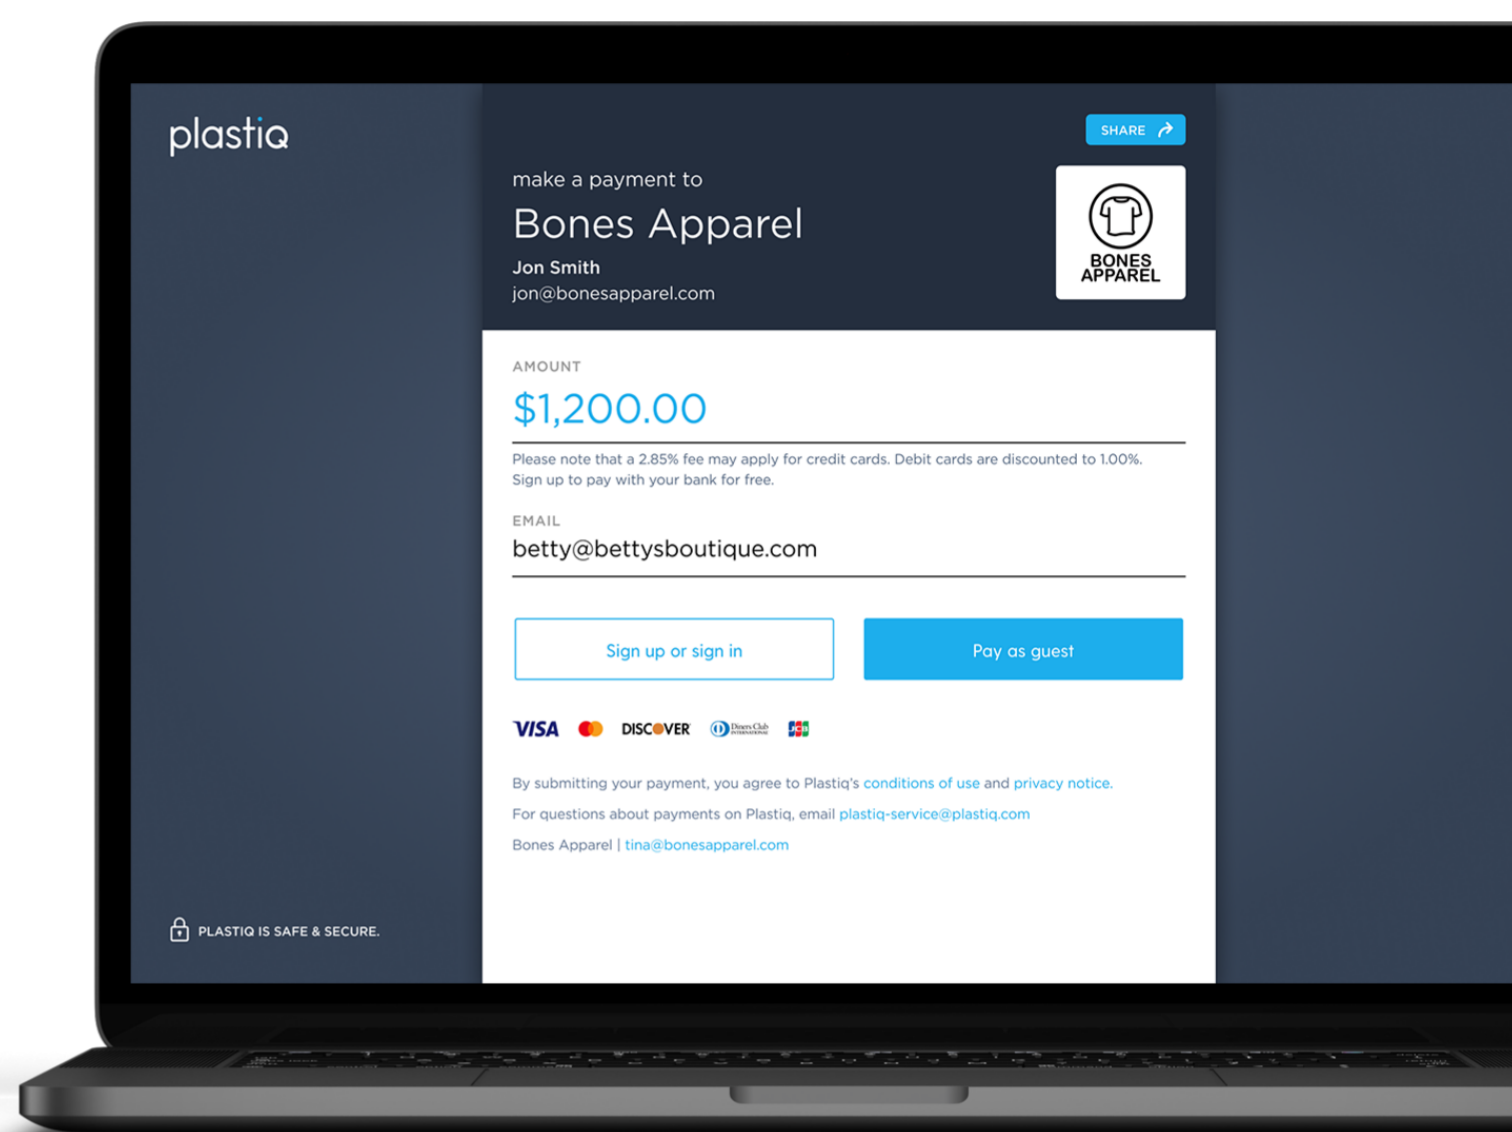 plastiq
SHARE
make a payment to
Bones Apparel
Jon Smith
jon@bonesapparel.com
BONES
APPAREL
AMOUNT
$1,200.00
Please note that a 2.85% fee may apply for credit cards. Debit cards are discounted to 1.00%.
Sign up to pay with your bank for free.
EMAIL
betty@bettysboutique.com
Sign up or sign in
Pay as guest
VISA
DISCOVER
Diners Club
INTERNATIONAL
JCB
By submitting your payment, you agree to Plastiq's conditions of use and privacy notice.
For questions about payments on Plastiq, email plastiq-service@plastiq.com
Bones Apparel | tina@bonesapparel.com
PLASTIQ IS SAFE & SECURE.